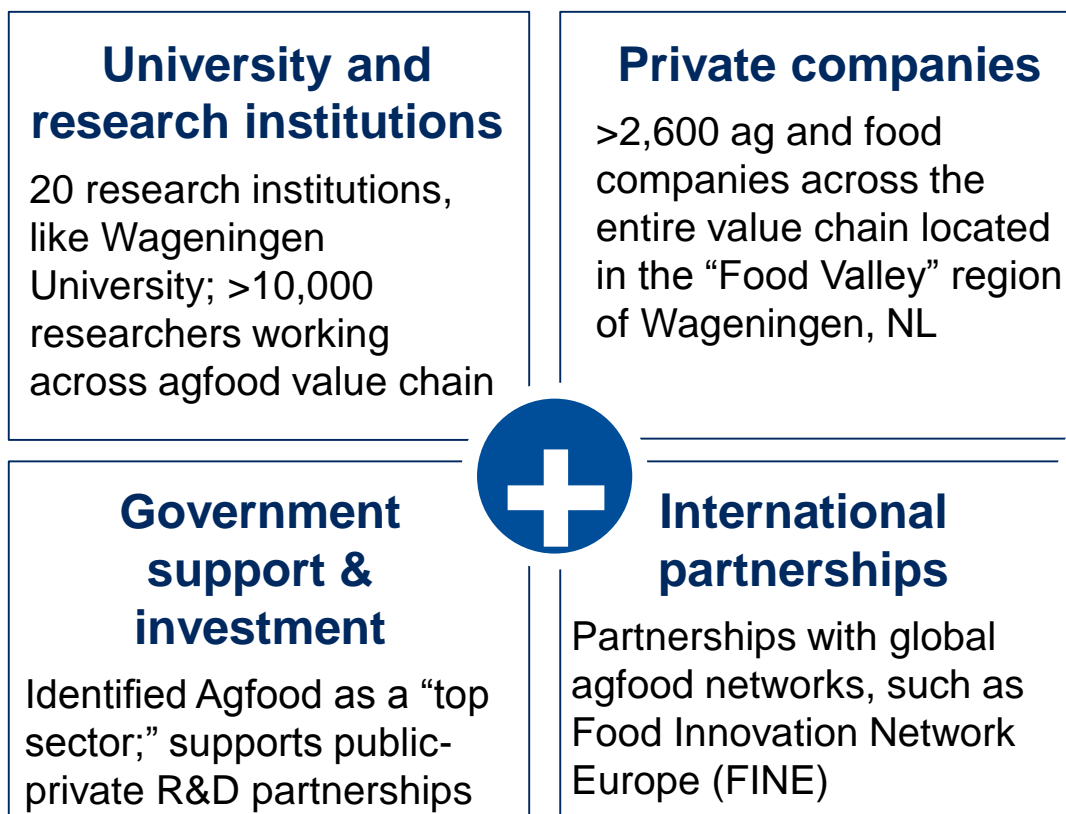 University and
research institutions
20 research institutions,
like Wageningen
University; >10,000
researchers working
across agfood value chain
Private companies
>2,600 ag and food
companies across the
entire value chain located
in the “Food Valley” region
of Wageningen, NL
Government
support &
investment
Identified Agfood as a “top
sector;” supports public-
private R&D partnerships
International
partnerships
Partnerships with global
agfood networks, such as
Food Innovation Network
Europe (FINE)